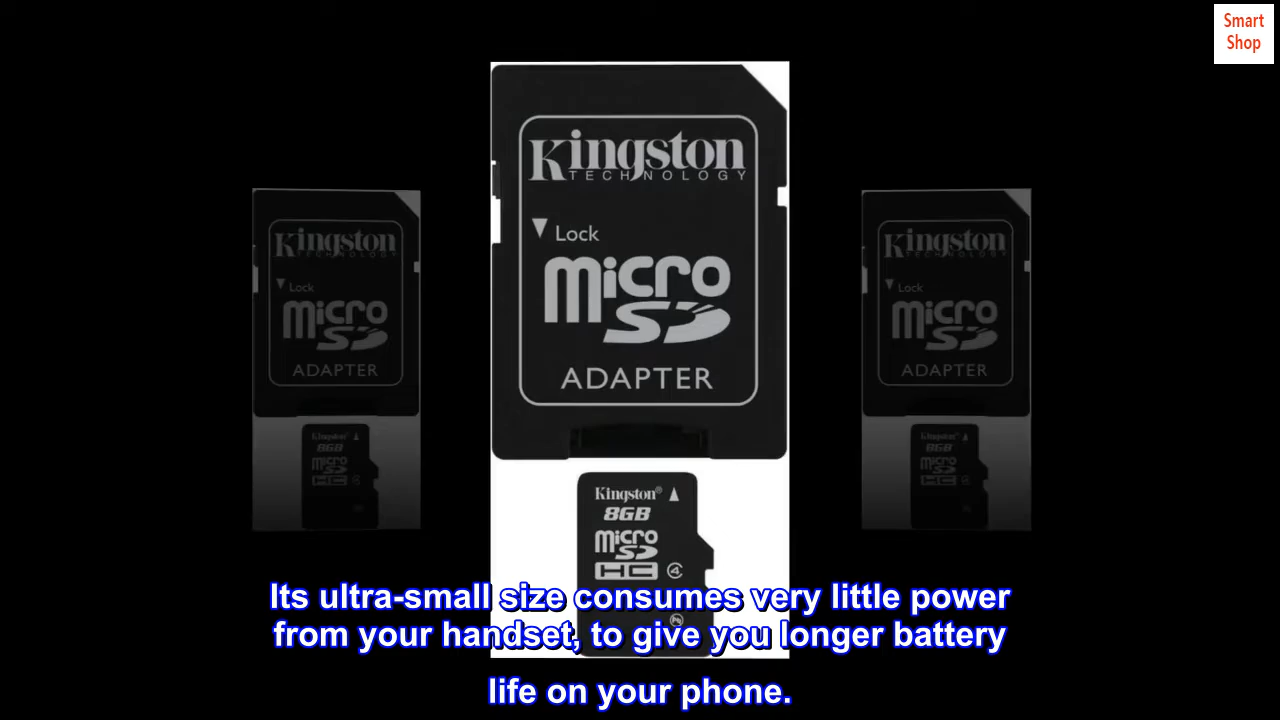 Smart
Shop
Kingston
TECHNOLOGY
Lock
micro
SD
ADAPTER
Kingston®
8GB
micro
SD
HC 4
Kingston
TECHNOLOGY
Lock
micro
SD
ADAPTER
Kingston
8GB
micro
SD
HC 4
Kingston
TECHNOLOGY
Lock
micro
SD
ADAPTER
Kingston
8GB
micro
SD
HC 4
Its ultra-small size consumes very little power
from your handset, to give you longer battery
life on your phone.